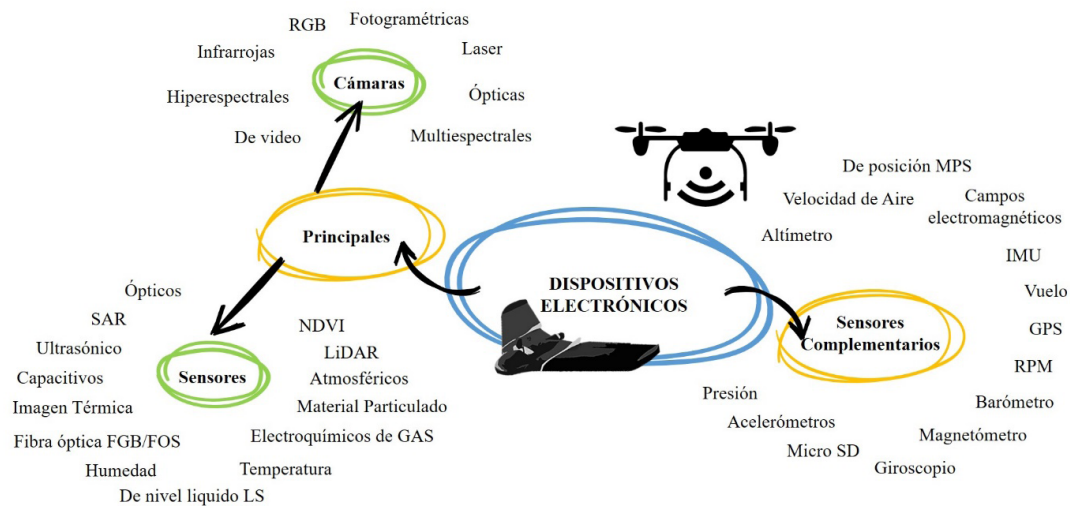 Fotogramétricas
RGB
Infrarrojas
Laser
Cámaras
Hiperespectrales
Ópticas
De video
Multiespectrales
Principales
Ópticos
SAR
NDVI
Ultrasónico
LiDAR
Capacitivos
Sensores
Atmosféricos
Imagen Térmica
Material Particulado
Fibra óptica FGB/FOS
Electroquímicos de GAS
Humedad
Temperatura
De nivel liquido LS
DISPOSITIVOS
ELECTRÓNICOS
De posición MPS
Velocidad de Aire
Campos
electromagnéticos
Altímetro
IMU
Vuelo
Sensores
Complementarios
GPS
RPM
Presión
Barómetro
Acelerómetros
Magnetómetro
Micro SD
Giroscopio